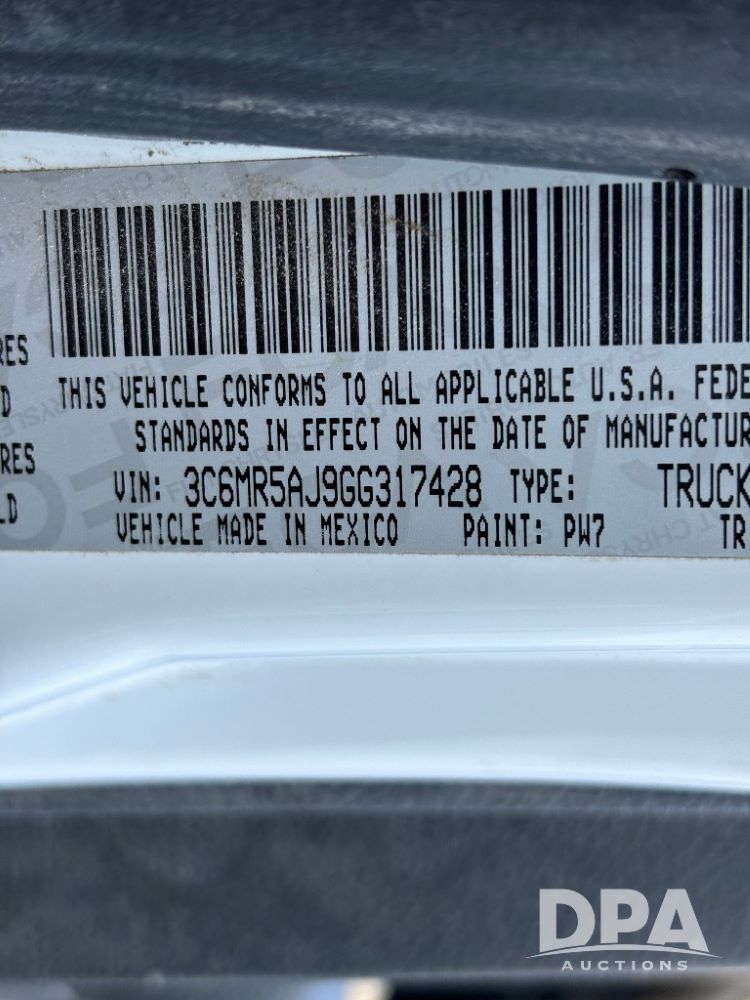 RES
D
RES
LD
THIS VEHICLE CONFORMS TO ALL APPLICABLE U.S.A. FEDE
STANDARDS IN EFFECT ON THE DATE OF MANUFACTUR
VIN: 3C6MR5AJ9GG317428 TYPE: TRUCK
VEHICLE MADE IN MEXICO PAINT: PW7 TR
DPA
AUCTIONS